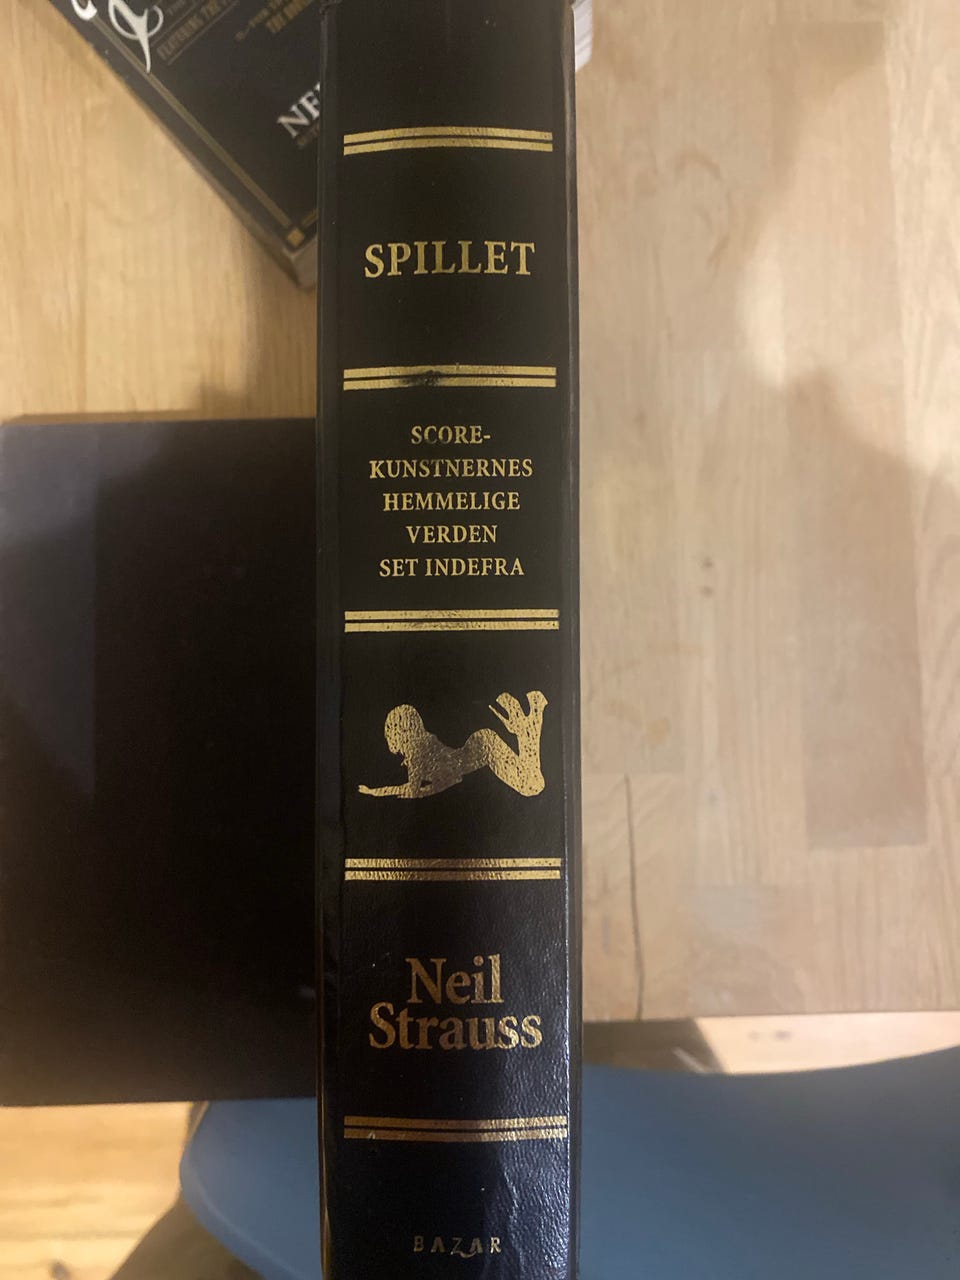 SPILLET
SCORE-
KUNSTNERNES
HEMMELIGE
VERDEN
SET INDEFRA
Neil
Strauss
BAZAR